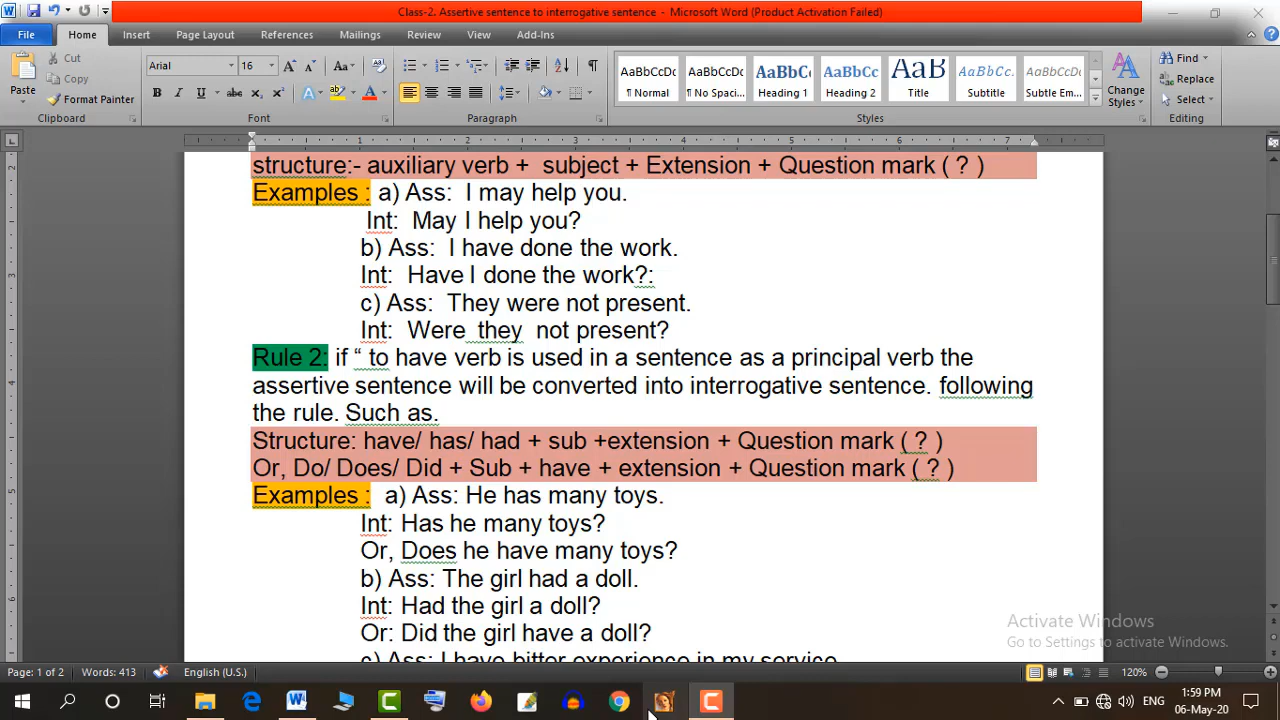 Class-2. Assertive sentence to interrogative sentence - Microsoft Word (Product Activation Failed)
File Home Insert Page Layout References Mailings Review View Add-Ins
Paste
Cut
Copy
Format Painter
Clipboard
Arial 16
Font
Paragraph
AaBbCcDc AaBbCcDc AaBbC AaBbCc AaB AaBbCc. AaBbCcDc
¶ Normal ¶ No Spaci... Heading 1 Heading 2 Title Subtitle Subtle Em...
Change Styles
Styles
Find
Replace
Select
Editing
structure:- auxiliary verb + subject + Extension + Question mark ( ? )
Examples : a) Ass: I may help you.
Int: May I help you?
b) Ass: I have done the work.
Int: Have I done the work?:
c) Ass: They were not present.
Int: Were they not present?
Rule 2: if “ to have verb is used in a sentence as a principal verb the
assertive sentence will be converted into interrogative sentence. following
the rule. Such as.
Structure: have/ has/ had + sub +extension + Question mark ( ? )
Or, Do/ Does/ Did + Sub + have + extension + Question mark ( ? )
Examples : a) Ass: He has many toys.
Int: Has he many toys?
Or, Does he have many toys?
b) Ass: The girl had a doll.
Int: Had the girl a doll?
Or: Did the girl have a doll?
c) Ass: I have bitter experience in my service
Activate Windows
Go to Settings to activate Windows.
Page: 1 of 2 Words: 413 English (U.S.) 120%
ENG 1:59 PM
06-May-20